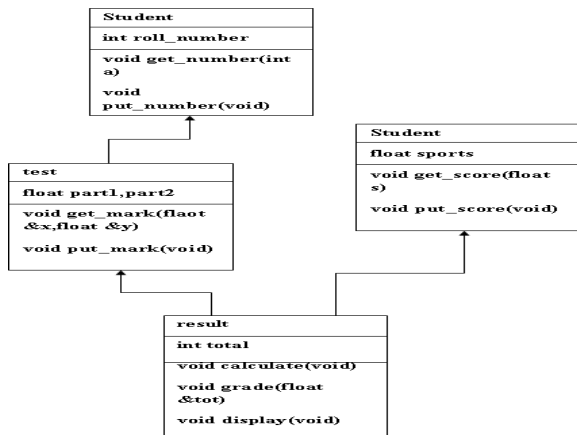 Student
int roll_number
void get_number(int
a)
void
put_number(void)
Student
float sports
void get_score(float
s)
void put_score(void)
test
float part1,part2
void get_mark(flaot
&x,float &y)
void put_mark(void)
result
int total
void calculate(void)
void grade(float
&tot)
void display(void)